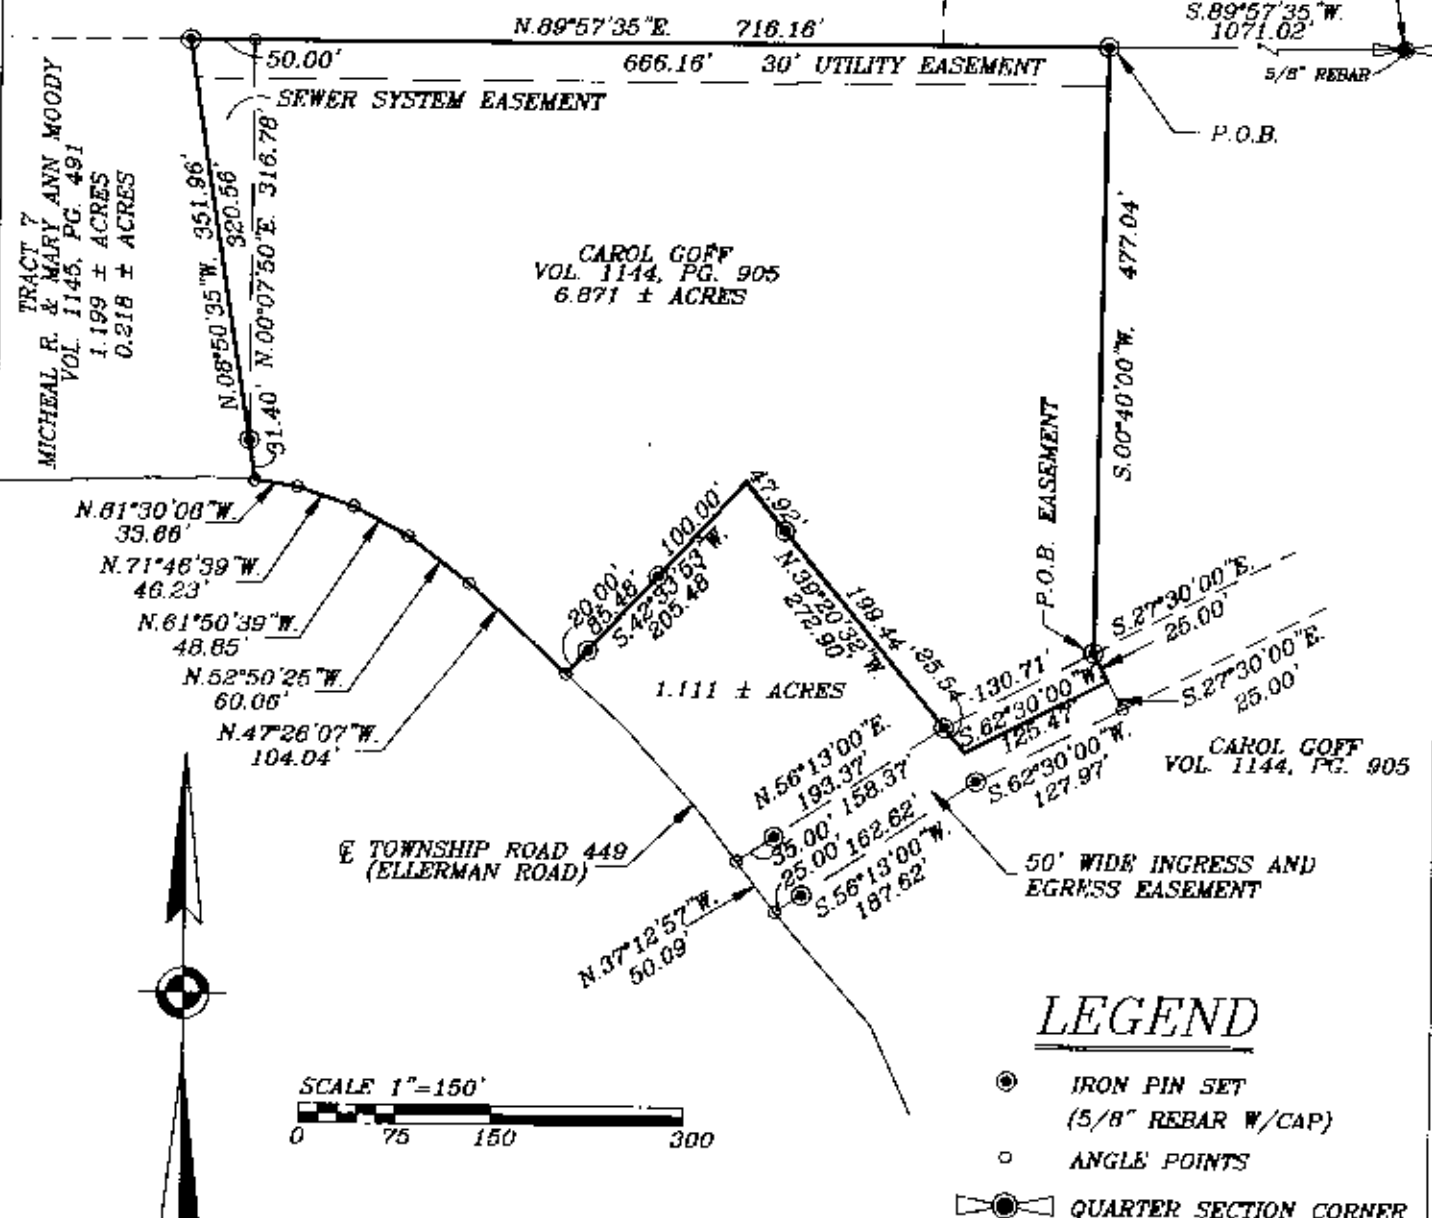 N.89°57'35"E. 716.16'
S.89°57'35"W.
1071.02'
50.00'
666.16' 30' UTILITY EASEMENT
5/8" REBAR
SEWER SYSTEM EASEMENT
P.O.B.
TRACT 7
MICHEAL R. & MARY ANN MOODY
VOL. 1145, PG. 491
1.199 ± ACRES
0.218 ± ACRES
N.08°50'35"W. 351.96'
320.56'
N.00°07'50"E. 316.78'
31.40'
CAROL GOFF
VOL. 1144, PG. 905
6.871 ± ACRES
S.00°40'00"W. 477.04'
P.O.B. EASEMENT
N.81°30'06"W.
33.66'
N.71°46'39"W.
46.23'
N.61°50'39"W.
48.85'
N.52°50'25"W.
60.06'
N.47°26'07"W.
104.04'
20.00'
85.48'
100.00'
S.42°33'53"W.
205.48'
47.92'
N.39°20'32"W.
272.90'
199.44'
25.54'
1.111 ± ACRES
130.71'
S.62°30'00"W.
125.47'
S.27°30'00"E.
25.00'
S.27°30'00"E.
25.00'
CAROL GOFF
VOL. 1144, PG. 905
S.62°30'00"W.
127.97'
N.56°13'00"E.
193.37'
35.00' 158.37'
25.00' 162.62'
S.56°13'00"W.
187.62'
℄ TOWNSHIP ROAD 449
(ELLERMAN ROAD)
50' WIDE INGRESS AND
EGRESS EASEMENT
N.37°12'57"W.
50.09'
SCALE 1"=150'
0 75 150 300
LEGEND
IRON PIN SET
(5/8" REBAR W/CAP)
ANGLE POINTS
QUARTER SECTION CORNER